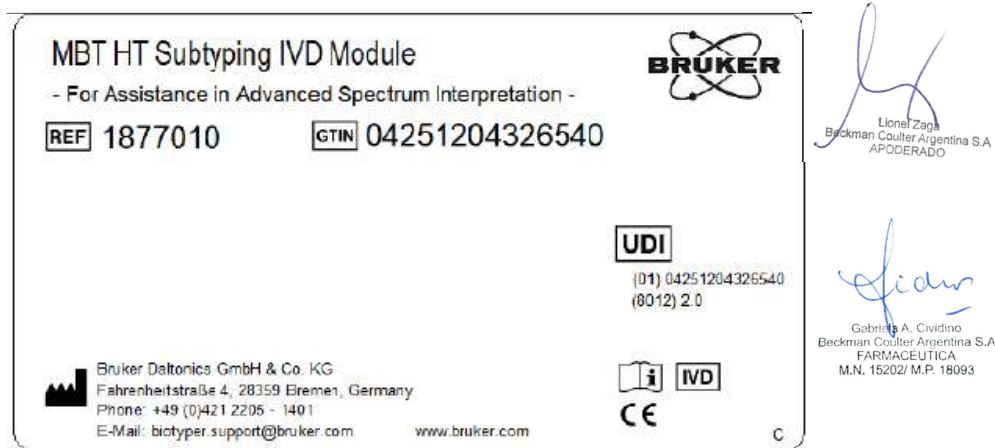 MBT HT Subtyping IVD Module
- For Assistance in Advanced Spectrum Interpretation -
BRUKER
REF 1877010 GTIN 04251204326540
UDI
(01) 04251204326540
(8012) 2.0
Bruker Daltonics GmbH & Co. KG
Fahrenheitstraße 4, 28359 Bremen, Germany
Phone: +49 (0)421 2205 - 1401
E-Mail: biotyper.support@bruker.com www.bruker.com
i IVD
CE
C
Lionel Zaga
Beckman Coulter Argentina S.A
APODERADO
Gabriela A. Cividino
Beckman Coulter Argentina S.A
FARMACÉUTICA
M.N. 15202/ M.P. 18093